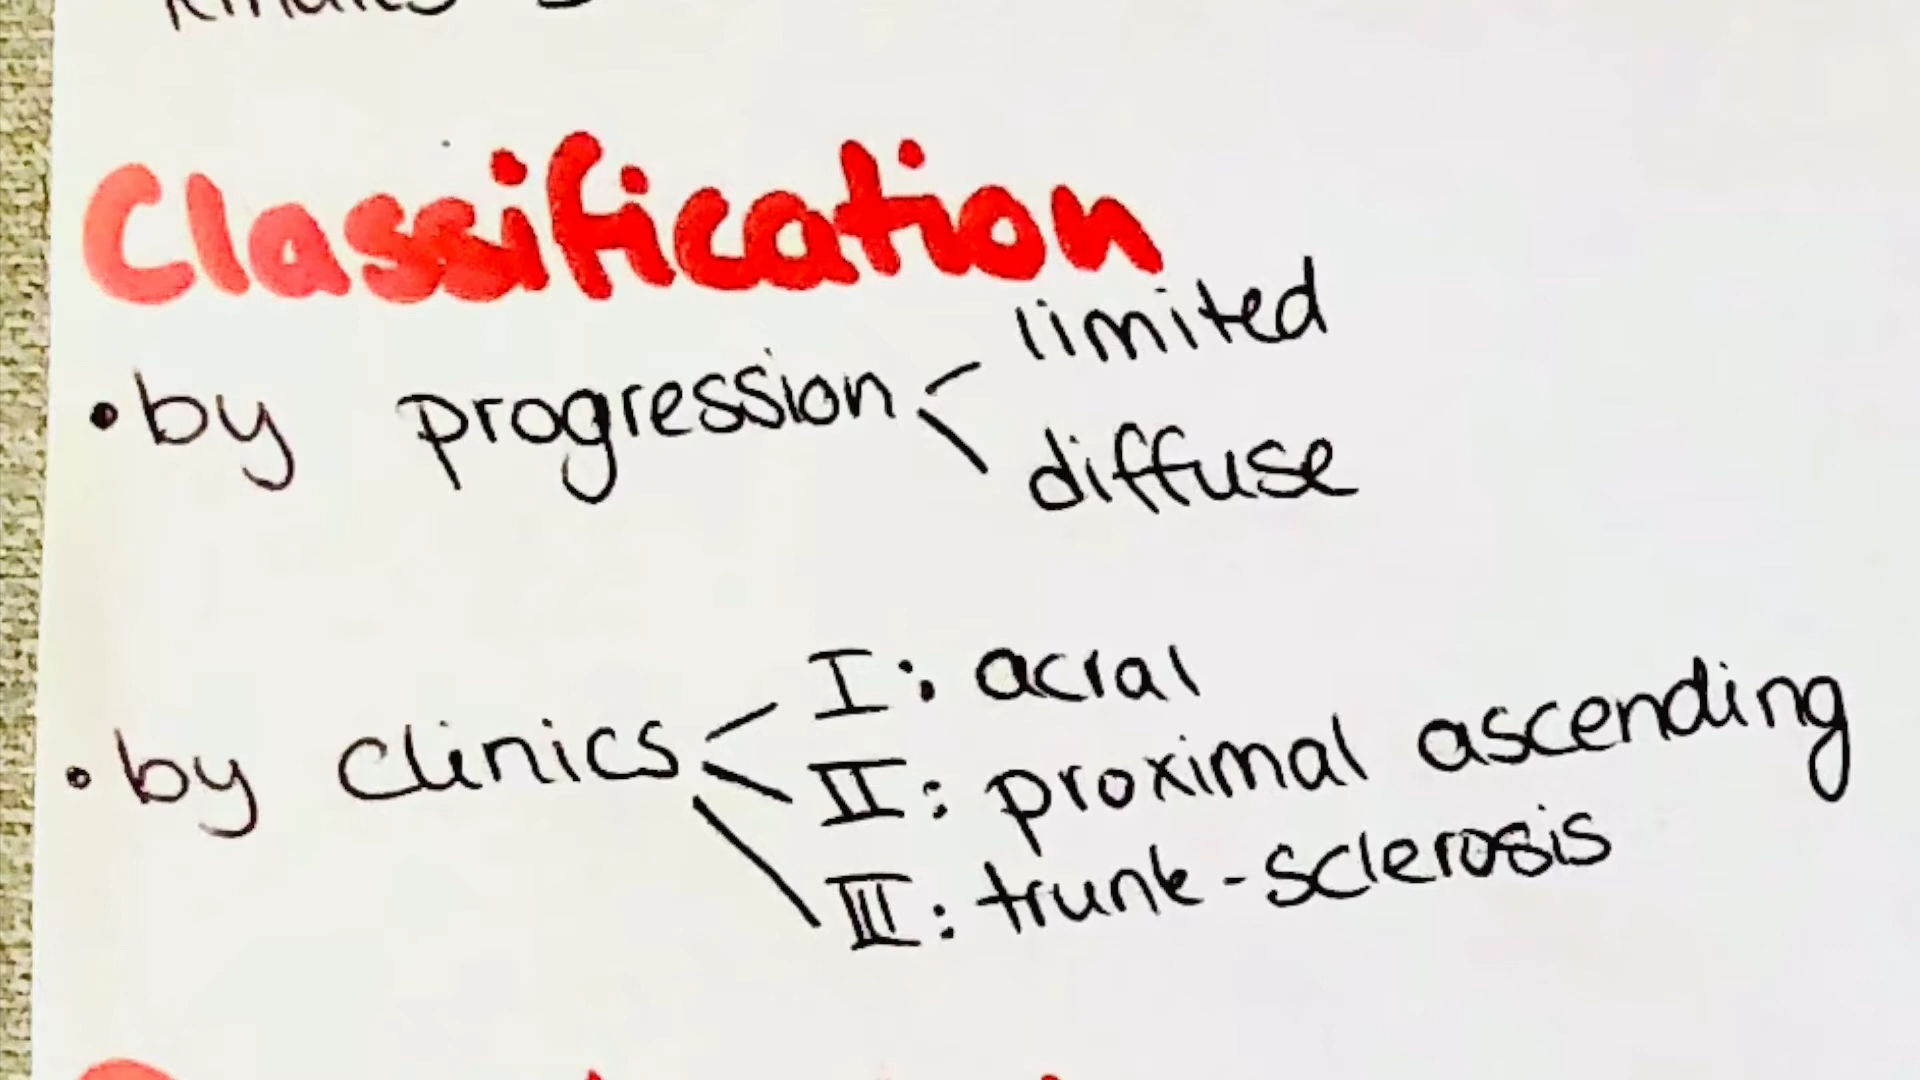 Classification
• by progression < limited
diffuse
• by clinics < I: acral
II: proximal ascending
III: trunk-sclerosis